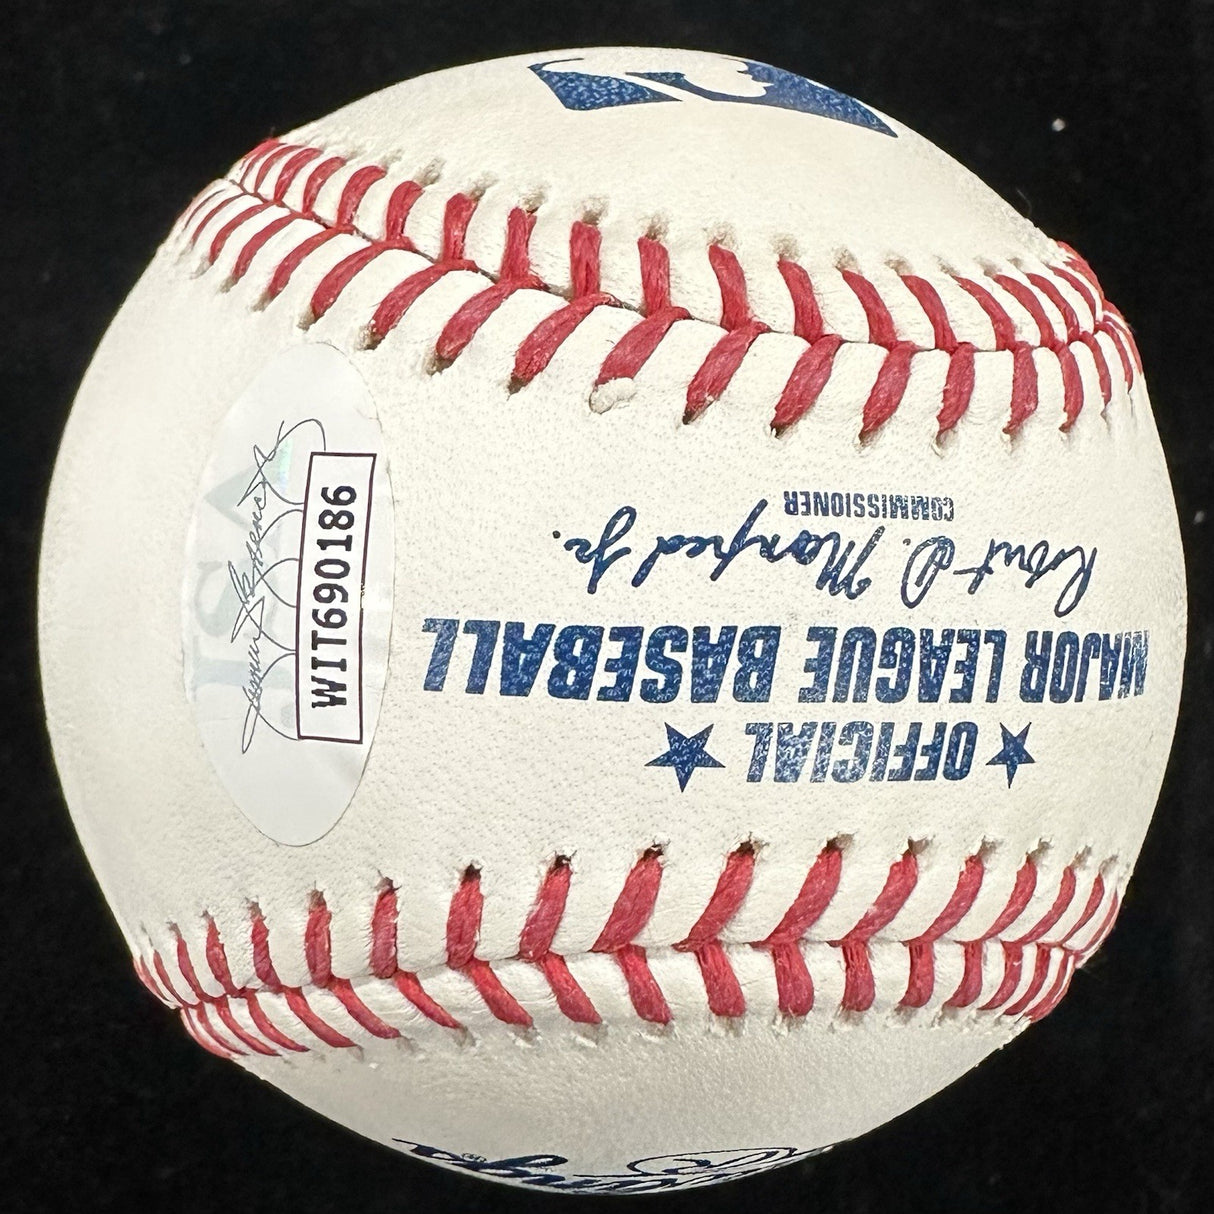 ★ OFFICIAL ★
MAJOR LEAGUE BASEBALL
Robert D. Manfred Jr.
COMMISSIONER
JSA
WIT690186